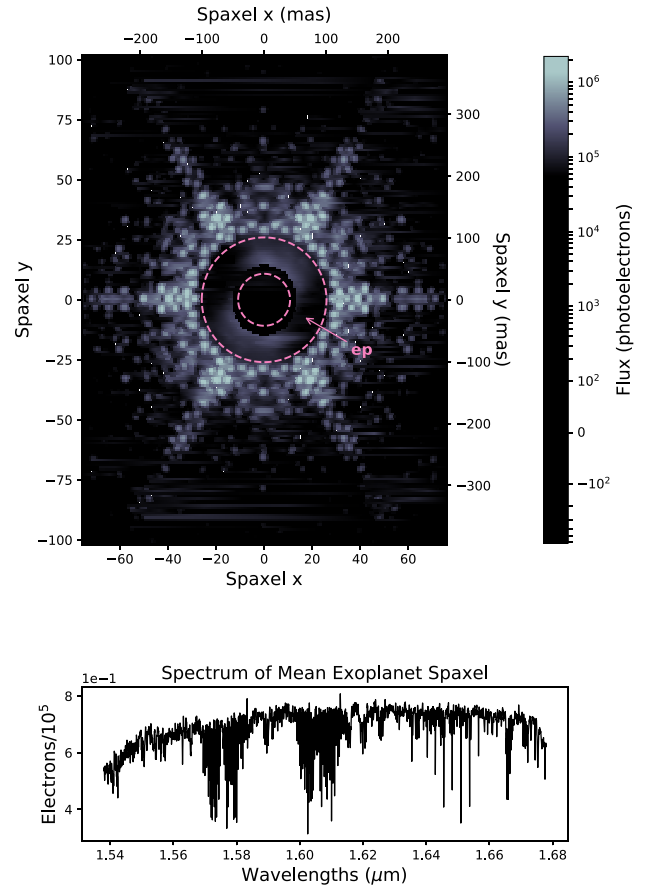 Spaxel x (mas)
−200 −100 0 100 200
100
75
50
25
0
−25
−50
−75
−100
Spaxel y
300
200
100
0
−100
−200
−300
Spaxel y (mas)
ep
−60 −40 −20 0 20 40 60
Spaxel x
10^6
10^5
10^4
10^3
10^2
0
−10^2
Flux (photoelectrons)
Spectrum of Mean Exoplanet Spaxel
1e−1
8
6
4
Electrons/10^5
1.54 1.56 1.58 1.60 1.62 1.64 1.66 1.68
Wavelengths (μm)